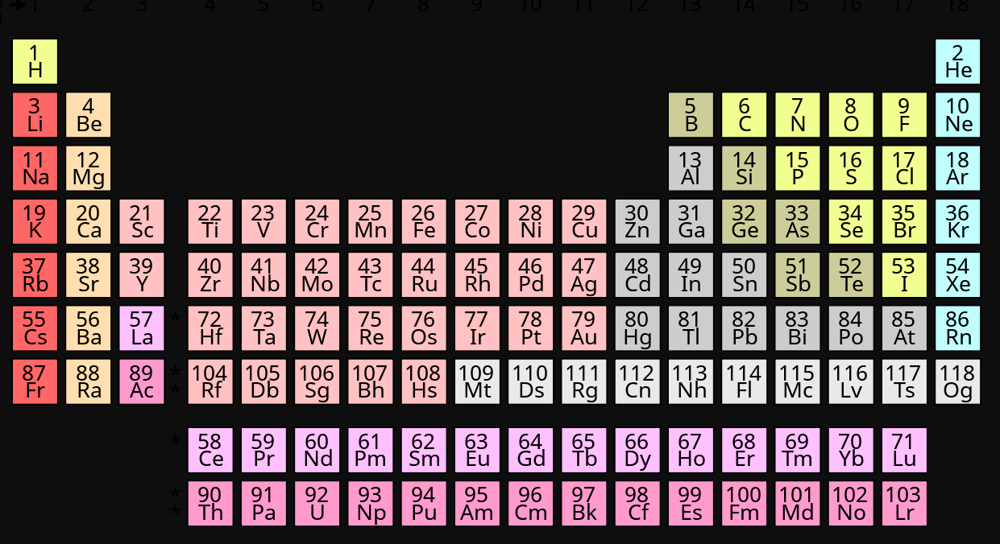 1 2 3 4 5 6 7 8 9 10 11 12 13 14 15 16 17 18
1 2
H He
3 4 5 6 7 8 9 10
Li Be B C N O F Ne
11 12 13 14 15 16 17 18
Na Mg Al Si P S Cl Ar
19 20 21 22 23 24 25 26 27 28 29 30 31 32 33 34 35 36
K Ca Sc Ti V Cr Mn Fe Co Ni Cu Zn Ga Ge As Se Br Kr
37 38 39 40 41 42 43 44 45 46 47 48 49 50 51 52 53 54
Rb Sr Y Zr Nb Mo Tc Ru Rh Pd Ag Cd In Sn Sb Te I Xe
55 56 57 * 72 73 74 75 76 77 78 79 80 81 82 83 84 85 86
Cs Ba La Hf Ta W Re Os Ir Pt Au Hg Tl Pb Bi Po At Rn
87 88 89 * 104 105 106 107 108 109 110 111 112 113 114 115 116 117 118
Fr Ra Ac * Rf Db Sg Bh Hs Mt Ds Rg Cn Nh Fl Mc Lv Ts Og
* 58 59 60 61 62 63 64 65 66 67 68 69 70 71
Ce Pr Nd Pm Sm Eu Gd Tb Dy Ho Er Tm Yb Lu
* 90 91 92 93 94 95 96 97 98 99 100 101 102 103
* Th Pa U Np Pu Am Cm Bk Cf Es Fm Md No Lr